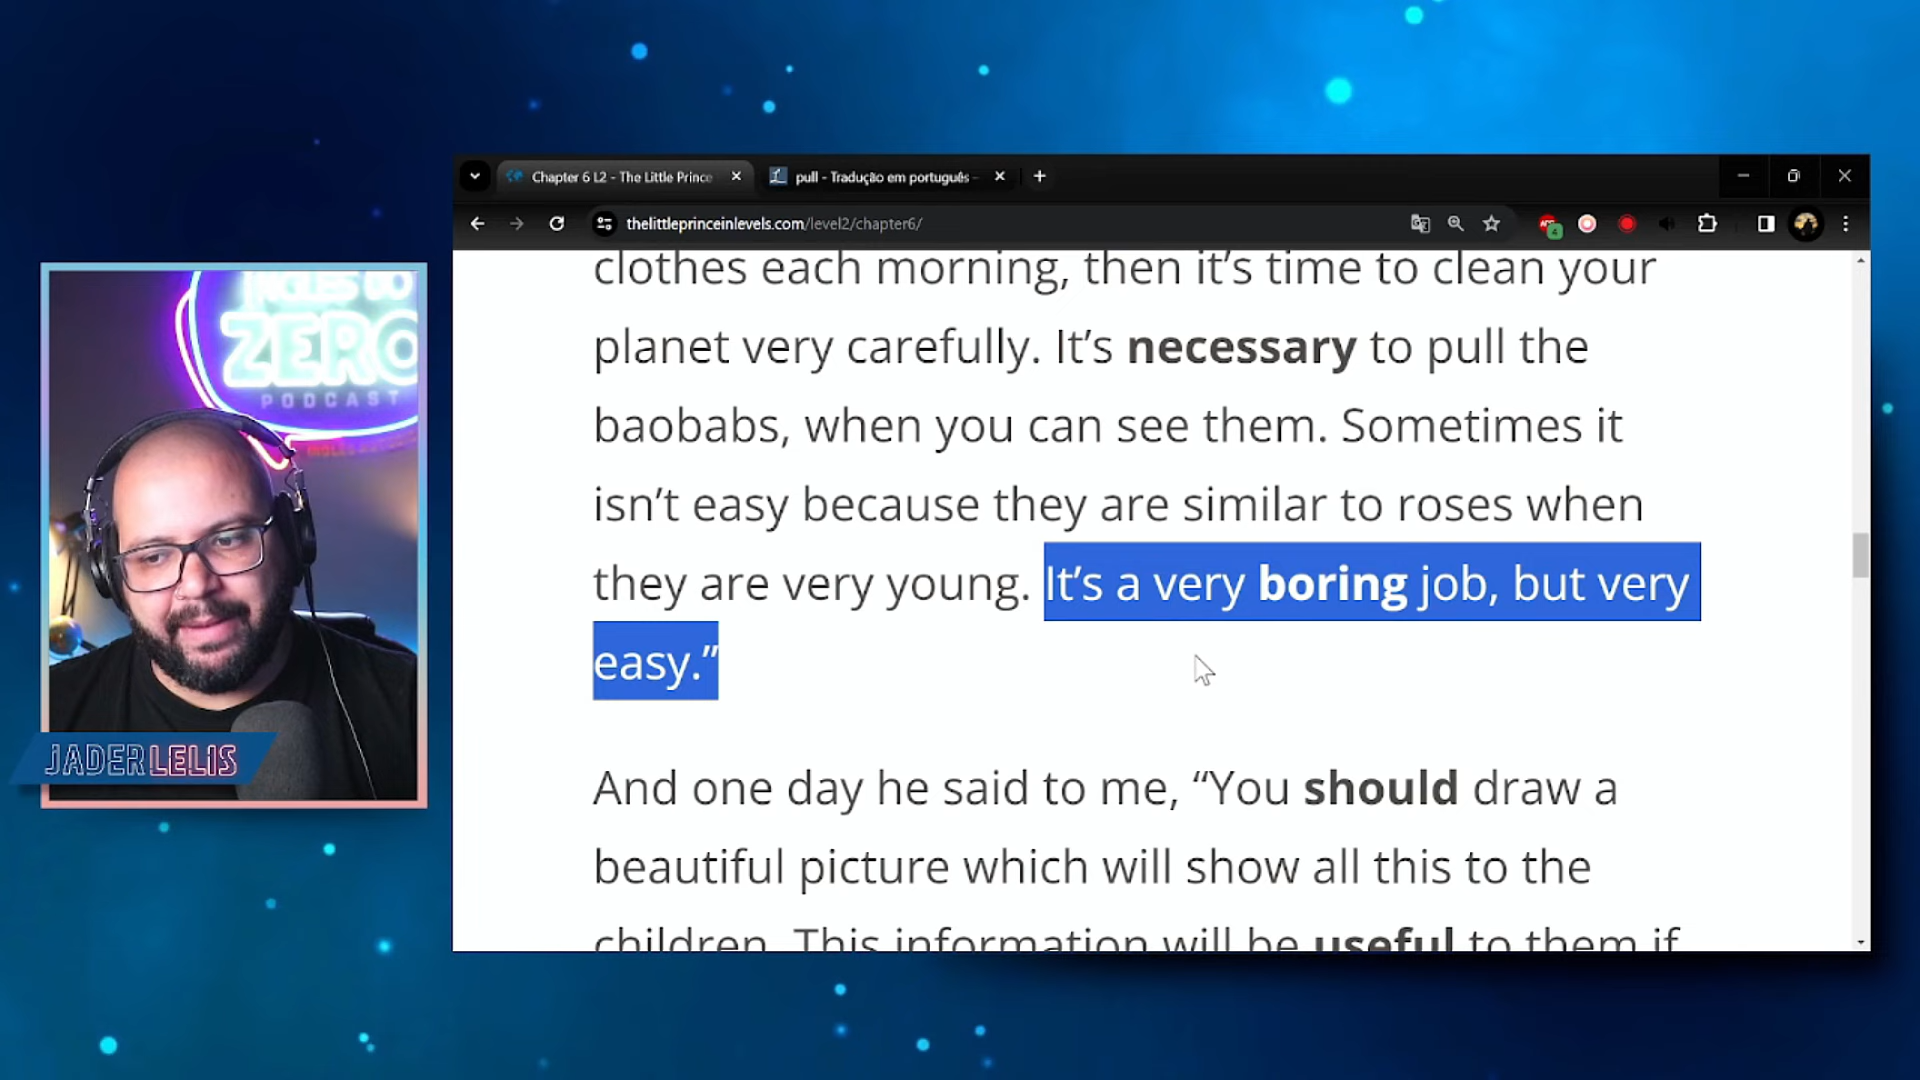 Chapter 6 L2 - The Little Prince
pull - Tradução em português -
thelittleprinceinlevels.com/level2/chapter6/
clothes each morning, then it’s time to clean your
planet very carefully. It’s necessary to pull the
baobabs, when you can see them. Sometimes it
isn’t easy because they are similar to roses when
they are very young. It’s a very boring job, but very
easy.”
And one day he said to me, “You should draw a
beautiful picture which will show all this to the
children. This information will be useful to them if
ZERO
PODCAST
JADERLELIS